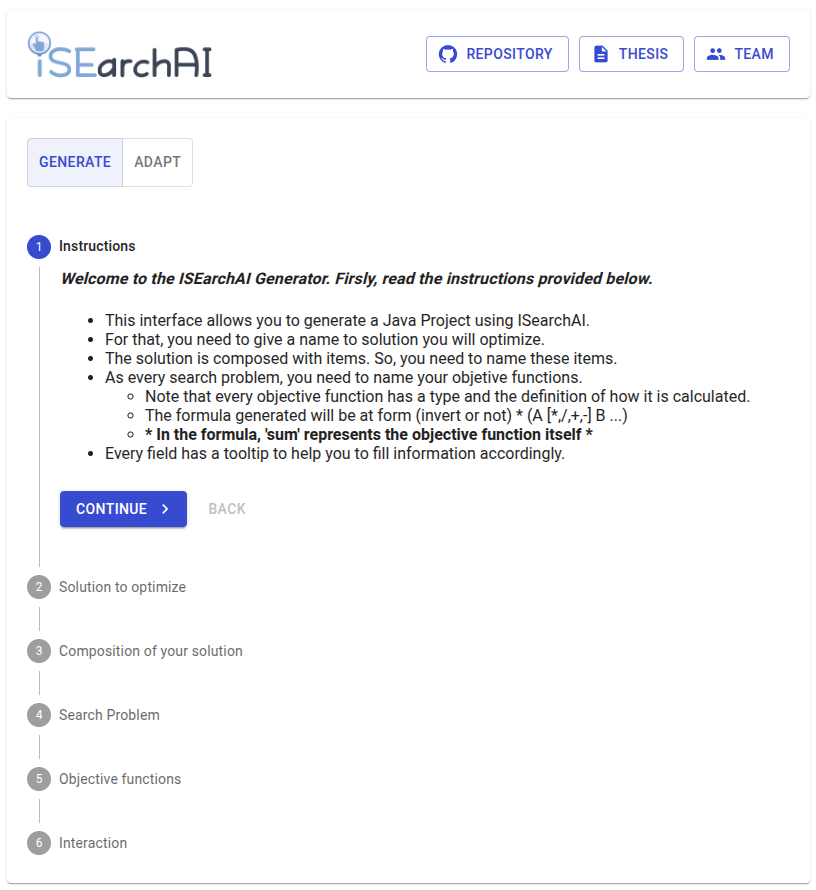 iSEarchAI
REPOSITORY
THESIS
TEAM
GENERATE
ADAPT
1
Instructions
Welcome to the ISEarchAI Generator. Firsly, read the instructions provided below.
• This interface allows you to generate a Java Project using ISearchAI.
• For that, you need to give a name to solution you will optimize.
• The solution is composed with items. So, you need to name these items.
• As every search problem, you need to name your objetive functions.
◦ Note that every objective function has a type and the definition of how it is calculated.
◦ The formula generated will be at form (invert or not) * (A [*,/,+,-] B ...)
◦ * In the formula, 'sum' represents the objective function itself *
• Every field has a tooltip to help you to fill information accordingly.
CONTINUE >
BACK
2 Solution to optimize
3 Composition of your solution
4 Search Problem
5 Objective functions
6 Interaction